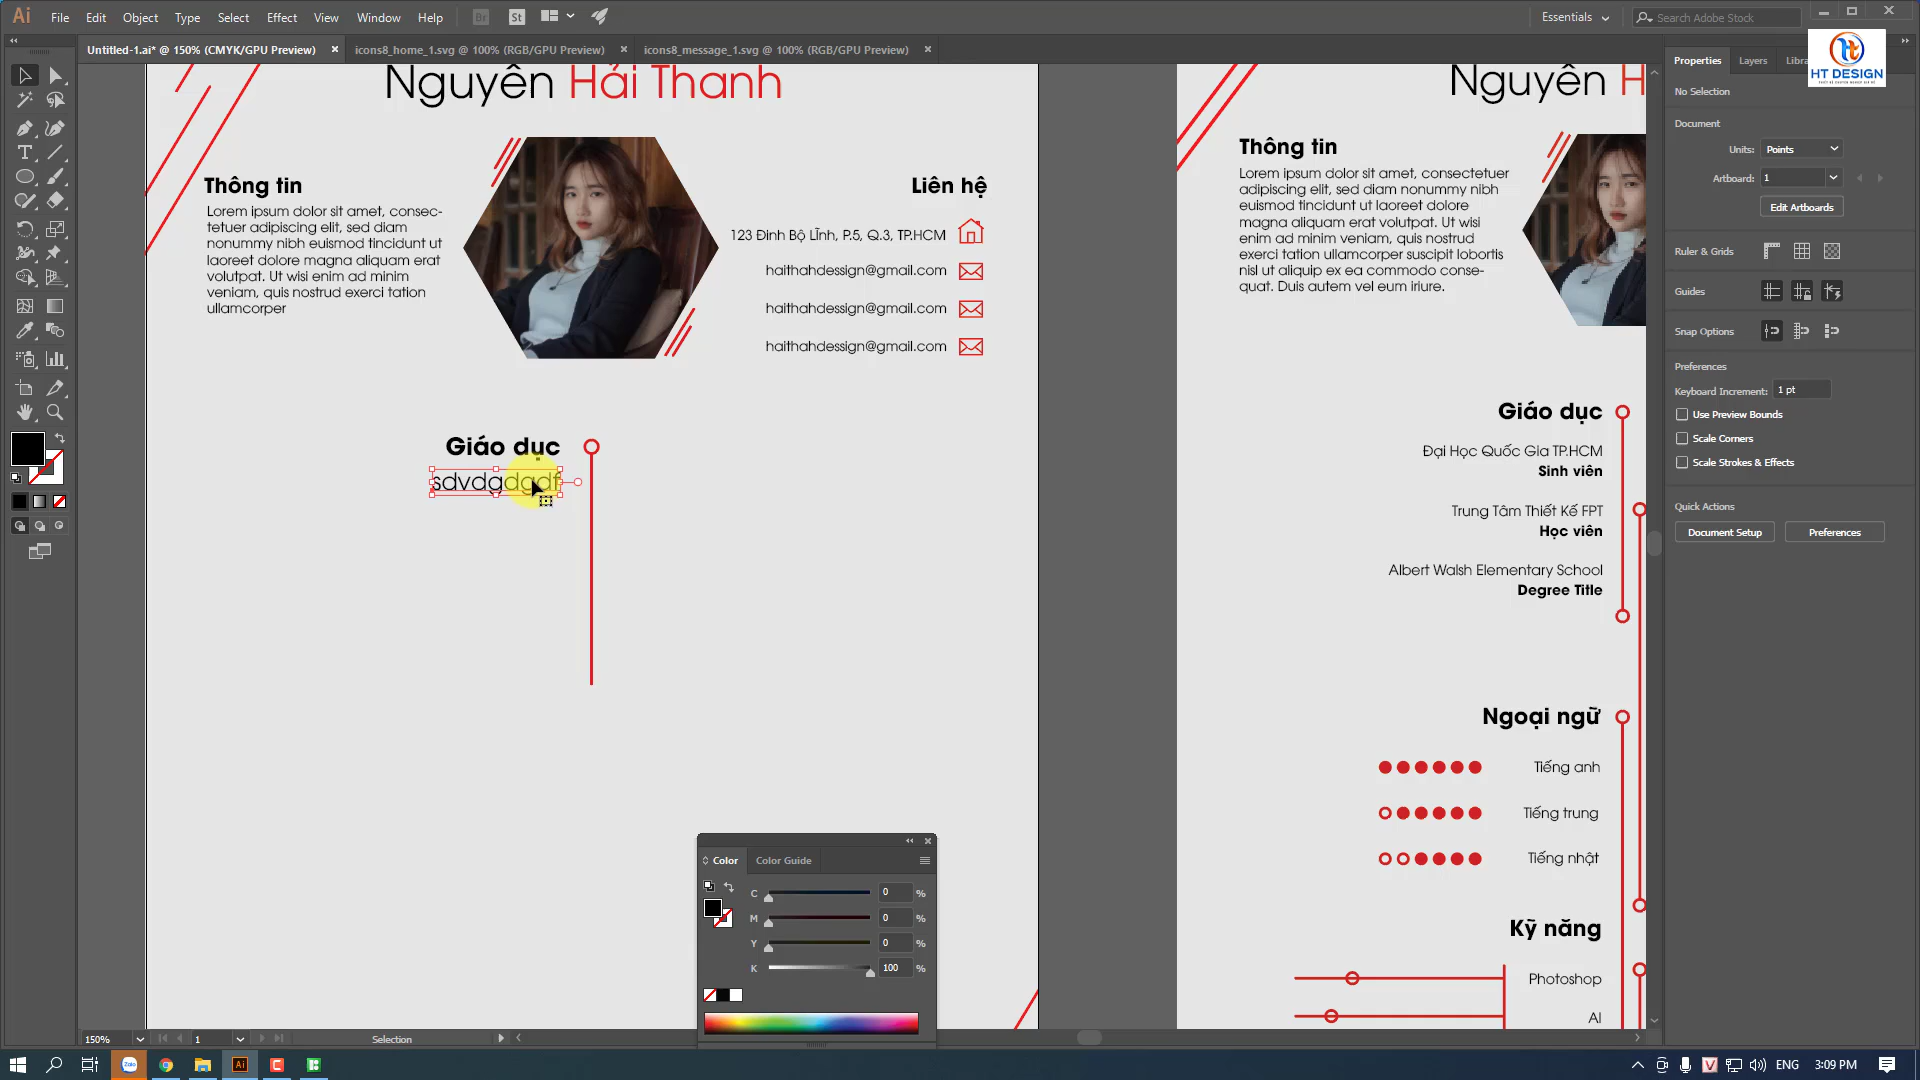 Ai File Edit Object Type Select Effect View Window Help Br St Essentials Search Adobe Stock
Untitled-1.ai* @ 150% (CMYK/GPU Preview) × icons8_home_1.svg @ 100% (RGB/GPU Preview) × icons8_message_1.svg @ 100% (RGB/GPU Preview) ×
Nguyên Hải Thanh
Thông tin
Lorem ipsum dolor sit amet, consec-
tetuer adipiscing elit, sed diam
nonummy nibh euismod tincidunt ut
laoreet dolore magna aliquam erat
volutpat. Ut wisi enim ad minim
veniam, quis nostrud exerci tation
ullamcorper
Liên hệ
123 Đinh Bộ Lĩnh, P.5, Q.3, TP.HCM
haithahdessign@gmail.com
haithahdessign@gmail.com
haithahdessign@gmail.com
Giáo dục
sdvdgdgdf
Nguyên H
Thông tin
Lorem ipsum dolor sit amet, consectetuer
adipiscing elit, sed diam nonummy nibh
euismod tincidunt ut laoreet dolore
magna aliquam erat volutpat. Ut wisi
enim ad minim veniam, quis nostrud
exerci tation ullamcorper suscipit lobortis
nisl ut aliquip ex ea commodo conse-
quat. Duis autem vel eum iriure.
Giáo dục
Đại Học Quốc Gia TP.HCM
Sinh viên
Trung Tâm Thiết Kế FPT
Học viên
Albert Walsh Elementary School
Degree Title
Ngoại ngữ
Tiếng anh
Tiếng trung
Tiếng nhật
Kỹ năng
Photoshop
AI
Color Color Guide
C 0 %
M 0 %
Y 0 %
K 100 %
Properties Layers Libra
HT DESIGN
No Selection
Document
Units: Points
Artboard: 1
Edit Artboards
Ruler & Grids
Guides
Snap Options
Preferences
Keyboard Increment: 1 pt
Use Preview Bounds
Scale Corners
Scale Strokes & Effects
Quick Actions
Document Setup Preferences
150% 1 Selection
Zalo Ai V ENG 3:09 PM